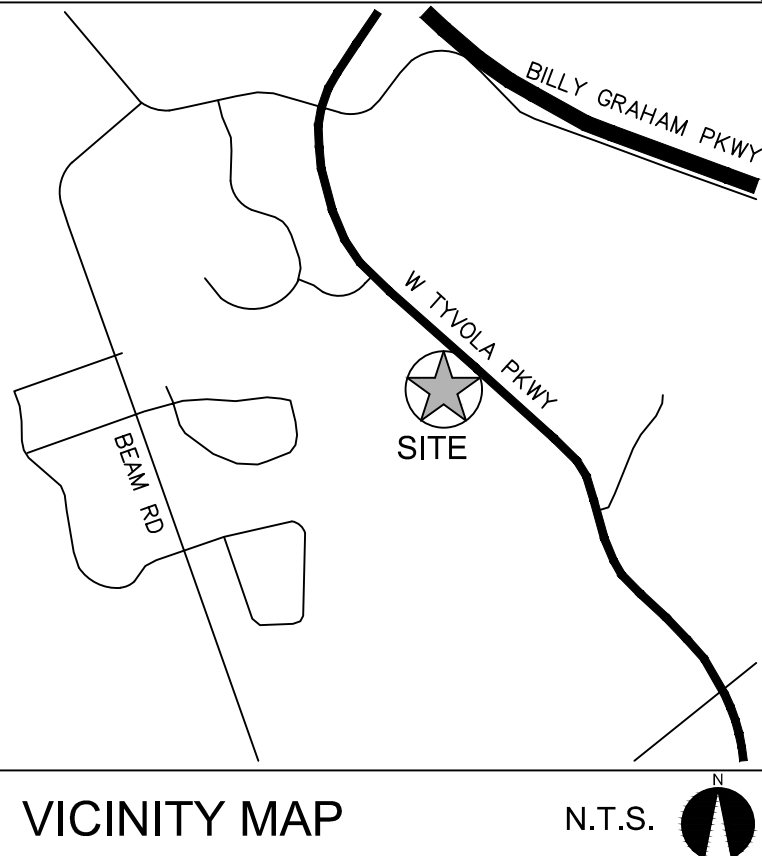 BILLY GRAHAM PKWY
W TYVOLA PKWY
SITE
BEAM RD
VICINITY MAP
N.T.S.
N